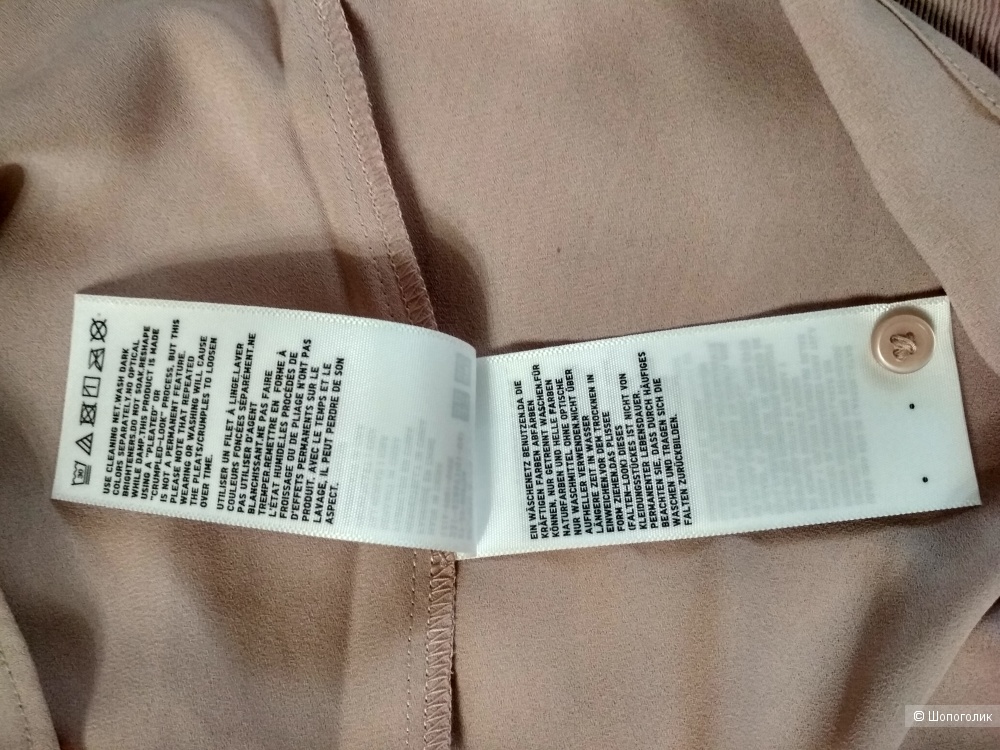 30
USE CLEANING NET.WASH DARK
COLORS SEPARATELY.NO OPTICAL
BRIGHTENERS.DO NOT SOAK.RESHAPE
WHILE DAMP.THIS PRODUCT IS MADE
USING A "PLEATED" OR
"CRUMPLED-LOOK" PROCESS, BUT THIS
IS NOT A PERMANENT FEATURE.
PLEASE NOTE THAT REPEATED
WEARING OR WASHING WILL CAUSE
THE PLEATS/CRUMPLES TO LOOSEN
OVER TIME.
UTILISER UN FILET À LINGE.LAVER
COULEURS FONCÉES SÉPARÉMENT.NE
PAS UTILISER D'AGENT
BLANCHISSANT.NE PAS FAIRE
TREMPER.REMETTRE EN FORME À
L'ÉTAT HUMIDE.LES PROCÉDÉS DE
FROISSAGE OU DE PLIAGE N'ONT PAS
D'EFFETS PERMANENTS SUR LE
PRODUIT. AVEC LE TEMPS ET LE
LAVAGE, IL PEUT PERDRE DE SON
ASPECT.
EIN WÄSCHENETZ BENUTZEN.DA DIE
KRÄFTIGEN FARBEN ABFÄRBEN
KÖNNEN, NUR GETRENNT WASCHEN.FÜR
NATURFARBEN UND HELLE FARBEN
NUR WASCHMITTEL OHNE OPTISCHE
AUFHELLER VERWENDEN.NICHT ÜBER
LÄNGERE ZEIT IN WASSER
EINWEICHEN.VOR DEM TROCKNEN IN
FORM ZIEHEN.DAS PLISSEE
(FALTEN-LOOK) DIESES
KLEIDUNGSSTÜCKES IST NICHT VON
PERMANENTER LEBENSDAUER.
BEACHTEN SIE, DASS DURCH HÄUFIGES
WASCHEN UND TRAGEN SICH DIE
FALTEN ZURÜCKBILDEN.
© Шопоголик